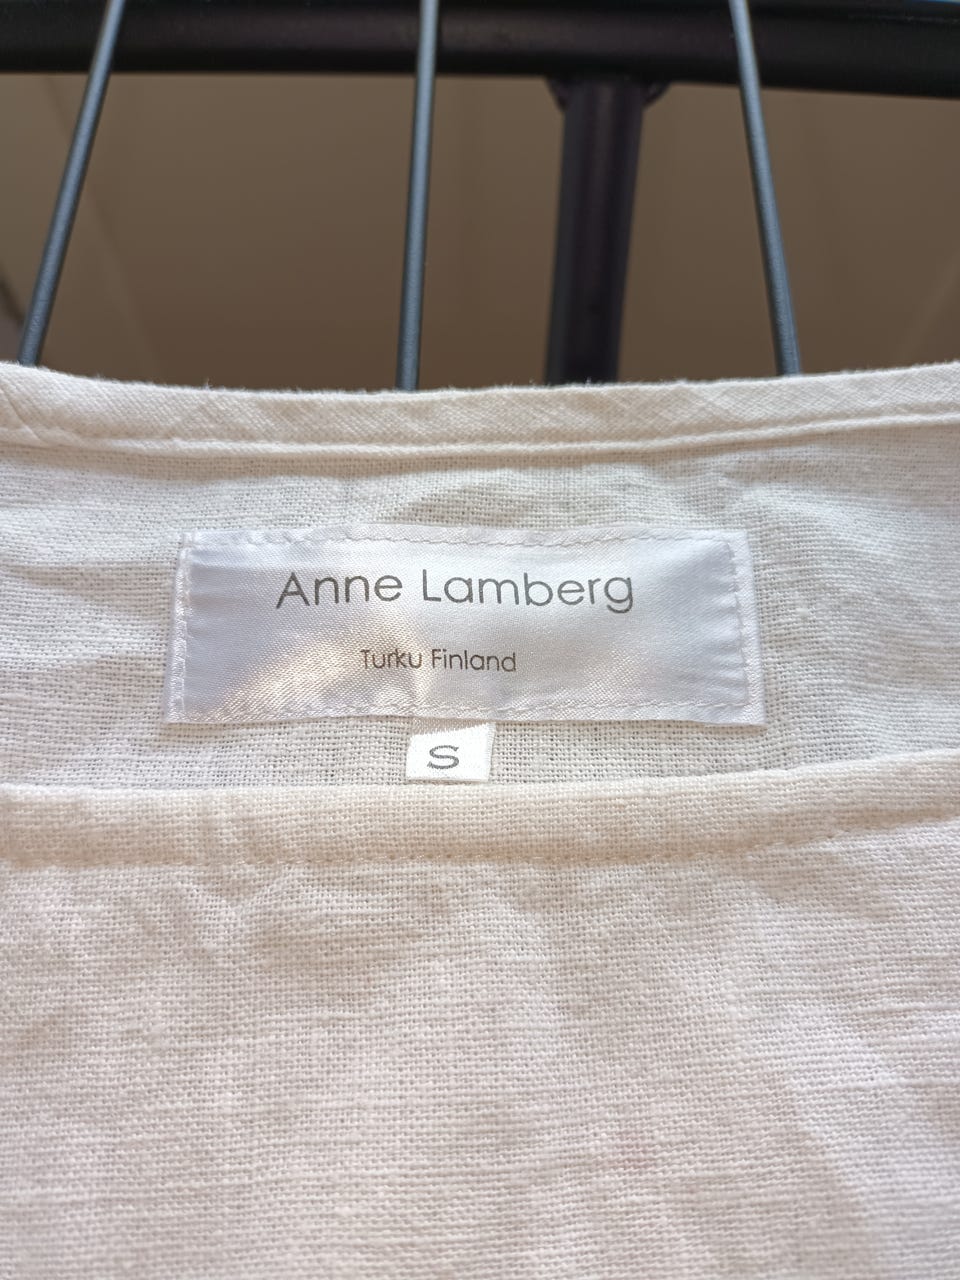 Anne Lamberg
Turku Finland
S